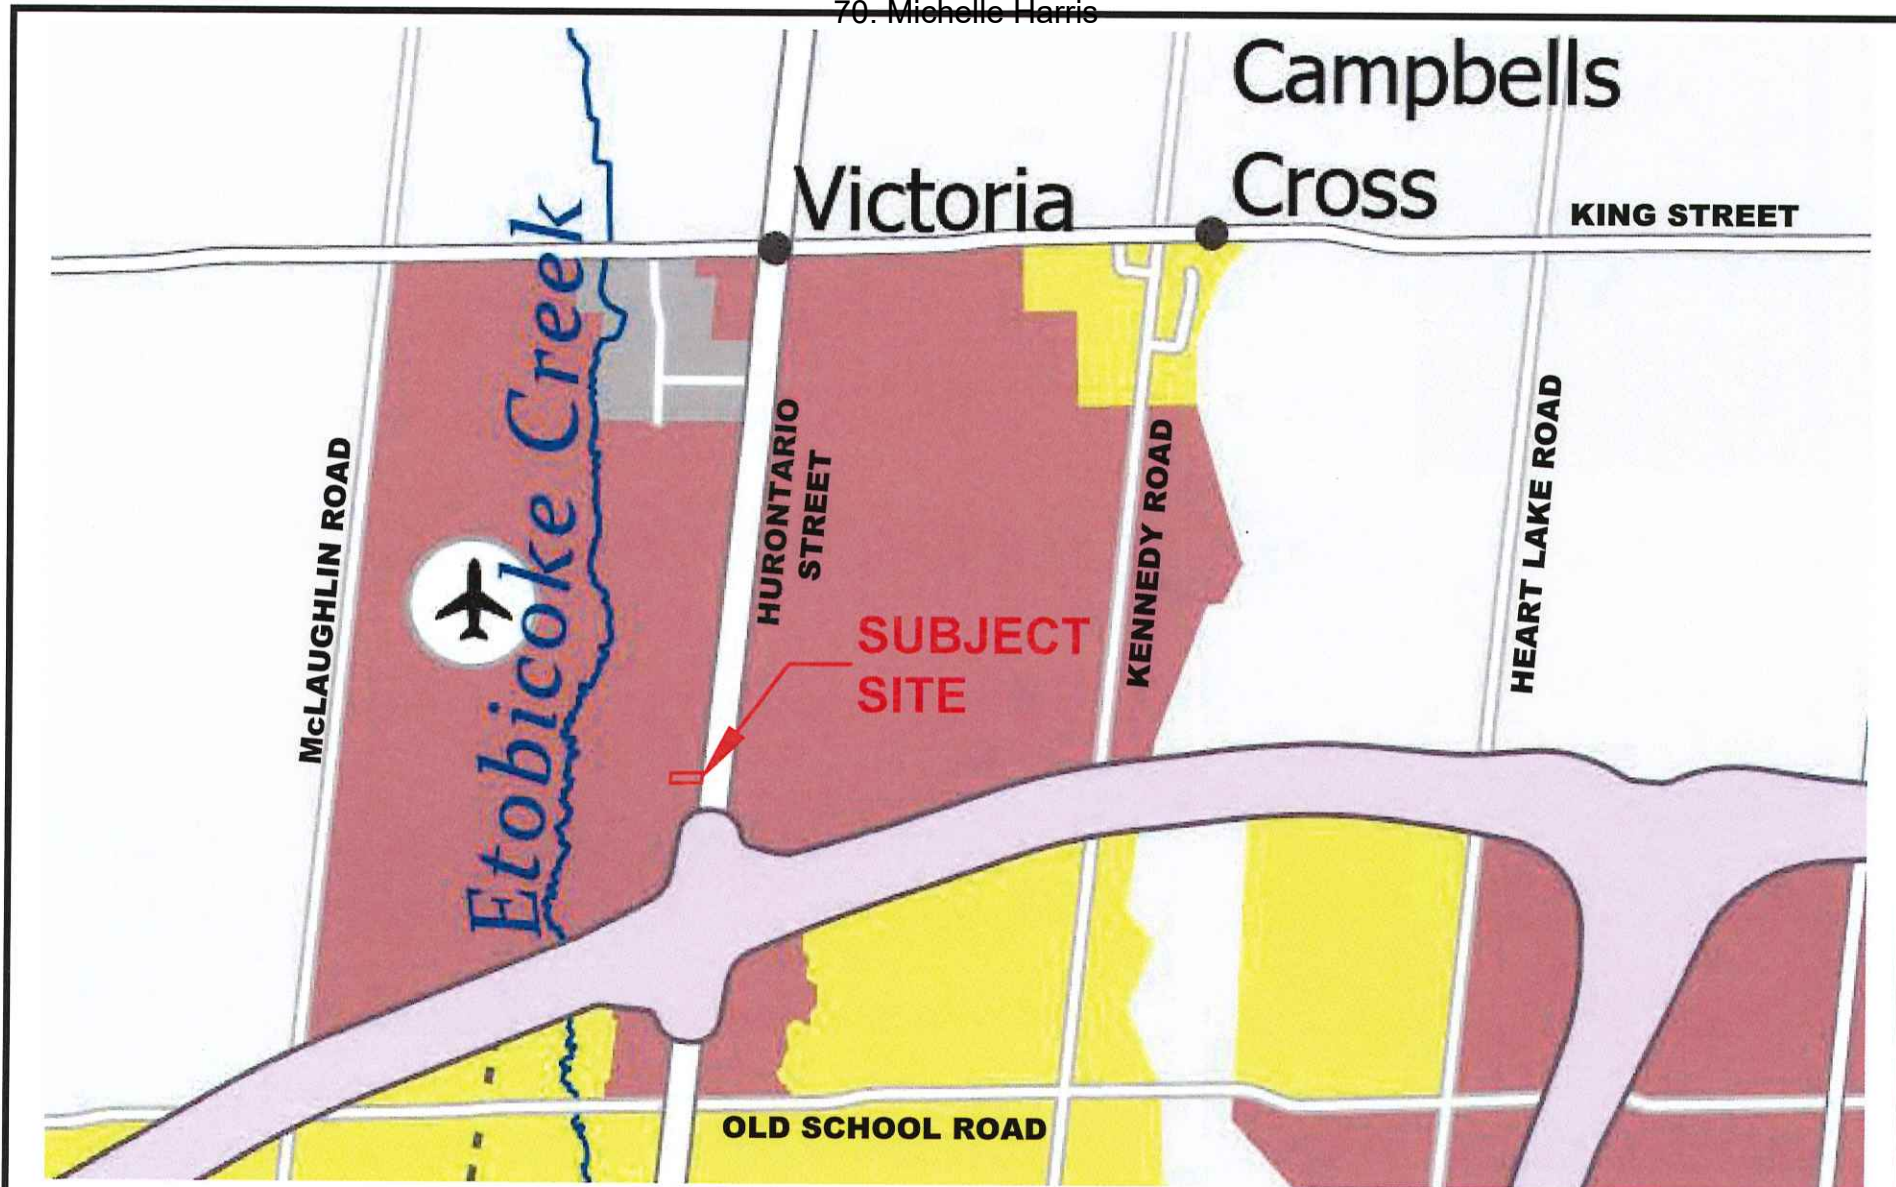 70. Michelle Harris
Campbells
Cross
Victoria
KING STREET
Etobicoke Creek
McLAUGHLIN ROAD
HURONTARIO
STREET
KENNEDY ROAD
HEART LAKE ROAD
SUBJECT
SITE
OLD SCHOOL ROAD